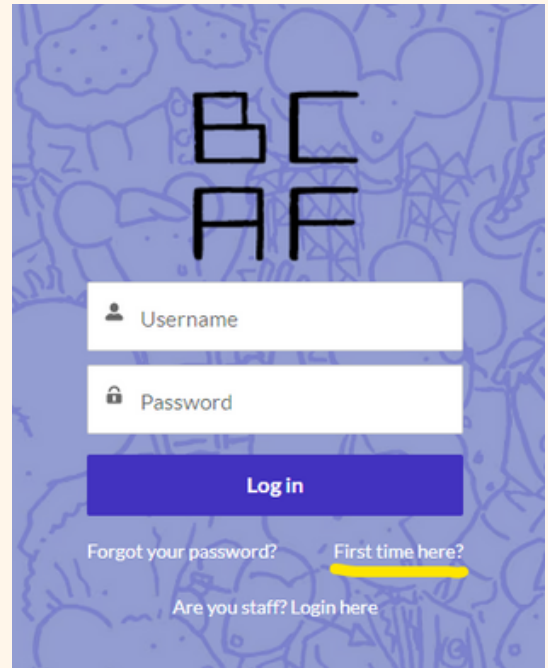 BC
AF
Username
Password
Log in
Forgot your password? First time here?
Are you staff? Login here